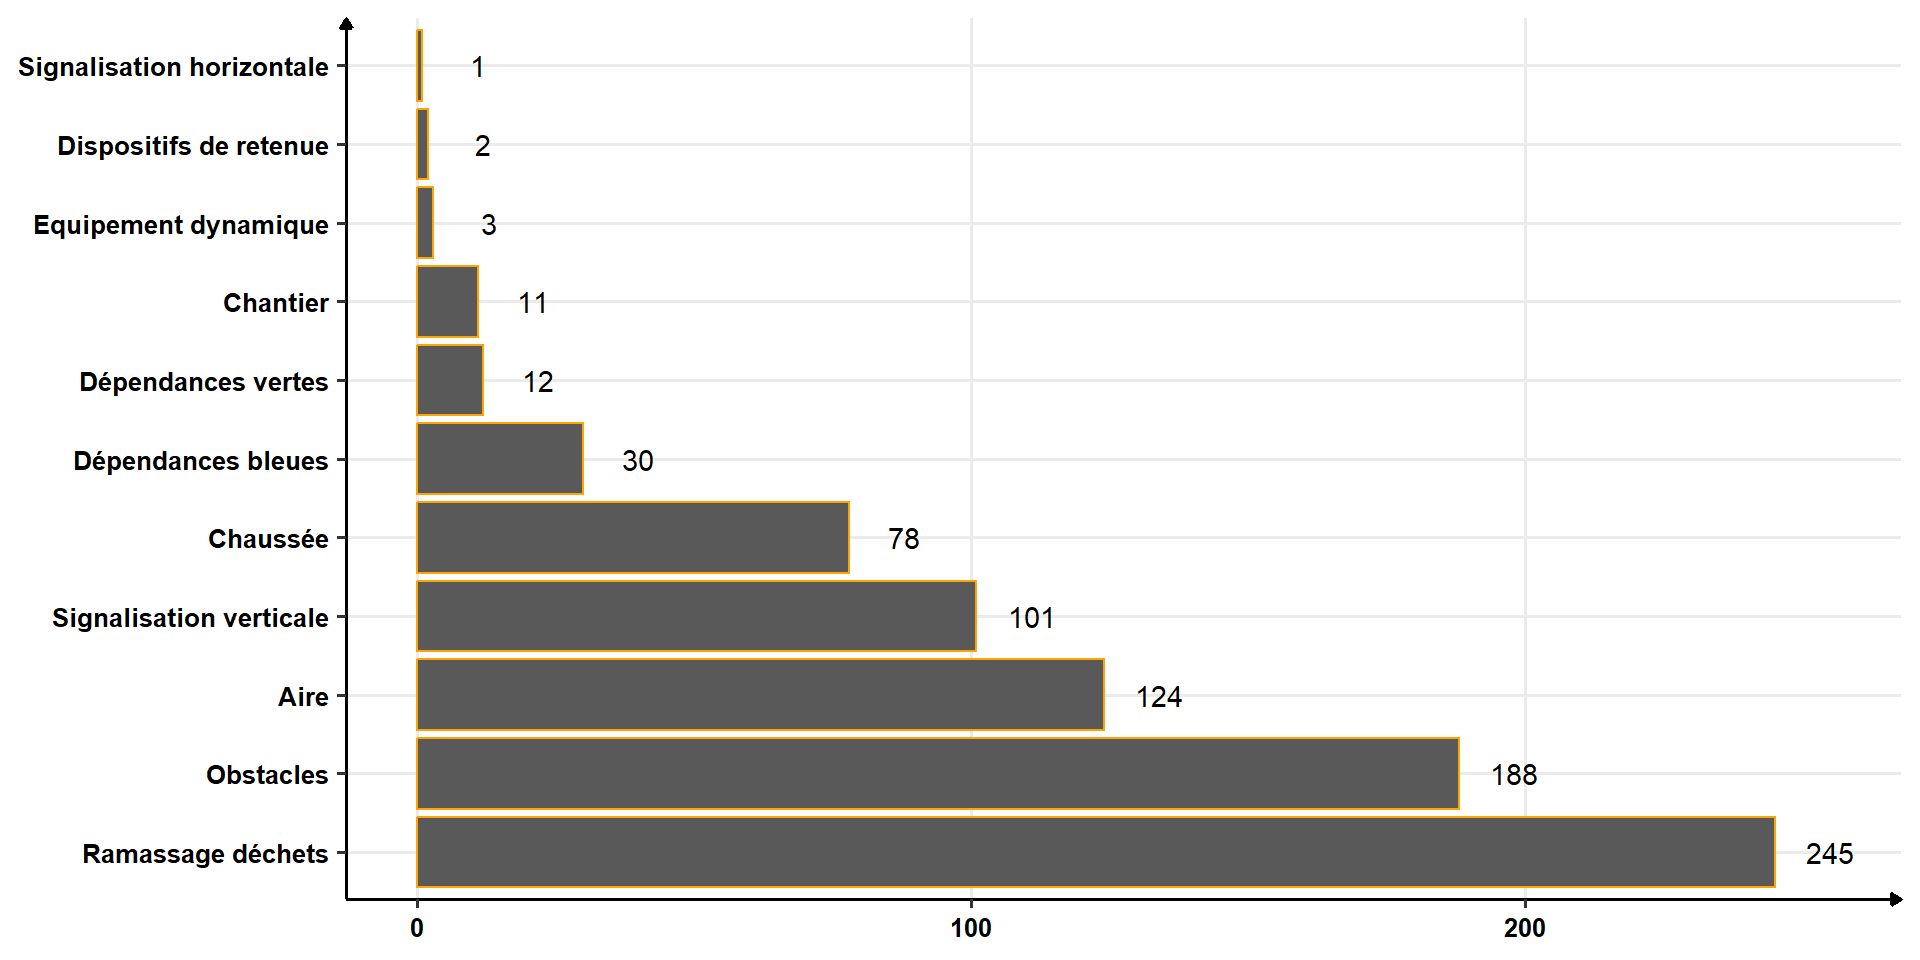 Signalisation horizontale 1
Dispositifs de retenue 2
Equipement dynamique 3
Chantier 11
Dépendances vertes 12
Dépendances bleues 30
Chaussée 78
Signalisation verticale 101
Aire 124
Obstacles 188
Ramassage déchets 245
0 100 200